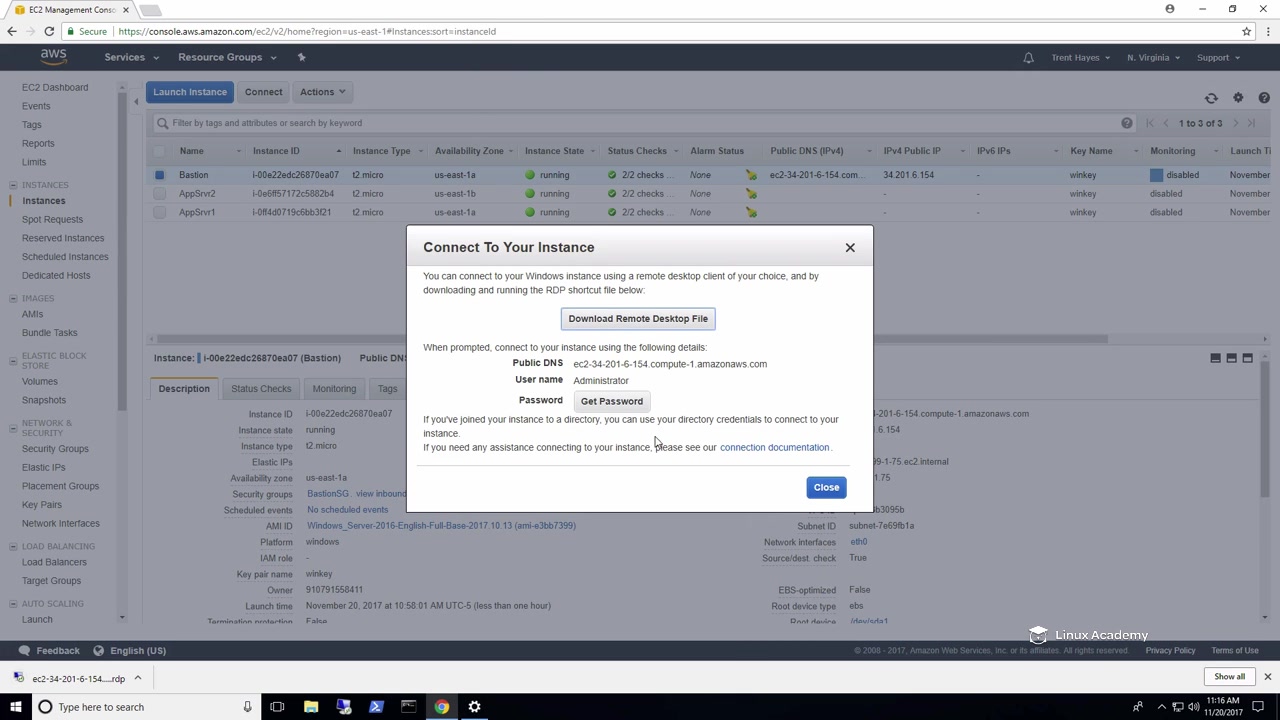 EC2 Management Conso
Secure https://console.aws.amazon.com/ec2/v2/home?region=us-east-1#Instances:sort=instanceId
aws Services Resource Groups Trent Hayes N. Virginia Support
EC2 Dashboard
Events
Tags
Reports
Limits
INSTANCES
Instances
Spot Requests
Reserved Instances
Scheduled Instances
Dedicated Hosts
IMAGES
AMIs
Bundle Tasks
ELASTIC BLOCK
STORE
Volumes
Snapshots
NETWORK &
SECURITY
Security Groups
Elastic IPs
Placement Groups
Key Pairs
Network Interfaces
LOAD BALANCING
Load Balancers
Target Groups
AUTO SCALING
Launch
Launch Instance Connect Actions
Filter by tags and attributes or search by keyword 1 to 3 of 3
Name Instance ID Instance Type Availability Zone Instance State Status Checks Alarm Status Public DNS (IPv4) IPv4 Public IP IPv6 IPs Key Name Monitoring Launch Ti
Bastion i-00e22edc26870ea07 t2.micro us-east-1a running 2/2 checks ... None ec2-34-201-6-154.com... 34.201.6.154 - winkey disabled November
AppSrvr2 i-0e6ff57172c5882b4 t2.micro us-east-1b running 2/2 checks ... None - - winkey disabled November
AppSrvr1 i-0ff4d0719c6bb3f21 t2.micro us-east-1a running 2/2 checks ... None - - winkey disabled November
Connect To Your Instance
You can connect to your Windows instance using a remote desktop client of your choice, and by
downloading and running the RDP shortcut file below:
Download Remote Desktop File
When prompted, connect to your instance using the following details:
Public DNS ec2-34-201-6-154.compute-1.amazonaws.com
User name Administrator
Password Get Password
If you've joined your instance to a directory, you can use your directory credentials to connect to your
instance.
If you need any assistance connecting to your instance, please see our connection documentation.
Close
Instance: i-00e22edc26870ea07 (Bastion) Public DN
Description Status Checks Monitoring Tags
Instance ID i-00e22edc26870ea07 -154.compute-1.amazonaws.com
Instance state running .6.154
Instance type t2.micro
Elastic IPs 99-1-75.ec2.internal
Availability zone us-east-1a 1.75
Security groups BastionSG. view inbound
Scheduled events No scheduled events b3095b
AMI ID Windows_Server-2016-English-Full-Base-2017.10.13 (ami-e3bb7399) Subnet ID subnet-7e69fb1a
Platform windows Network interfaces eth0
IAM role - Source/dest. check True
Key pair name winkey
Owner 910791558411 EBS-optimized False
Launch time November 20, 2017 at 10:58:01 AM UTC-5 (less than one hour) Root device type ebs
Termination protection False Root device /dev/sda1
Linux Academy
Feedback English (US) © 2008 - 2017, Amazon Web Services, Inc. or its affiliates. All rights reserved. Privacy Policy Terms of Use
ec2-34-201-6-154....rdp Show all
Type here to search 11:16 AM
11/20/2017